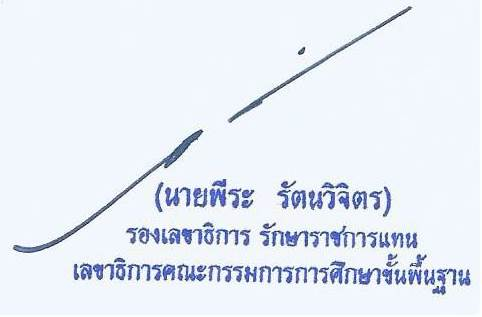 (นายพีระ รัตนวิจิตร)
รองเลขาธิการ รักษาราชการแทน
เลขาธิการคณะกรรมการการศึกษาขั้นพื้นฐาน